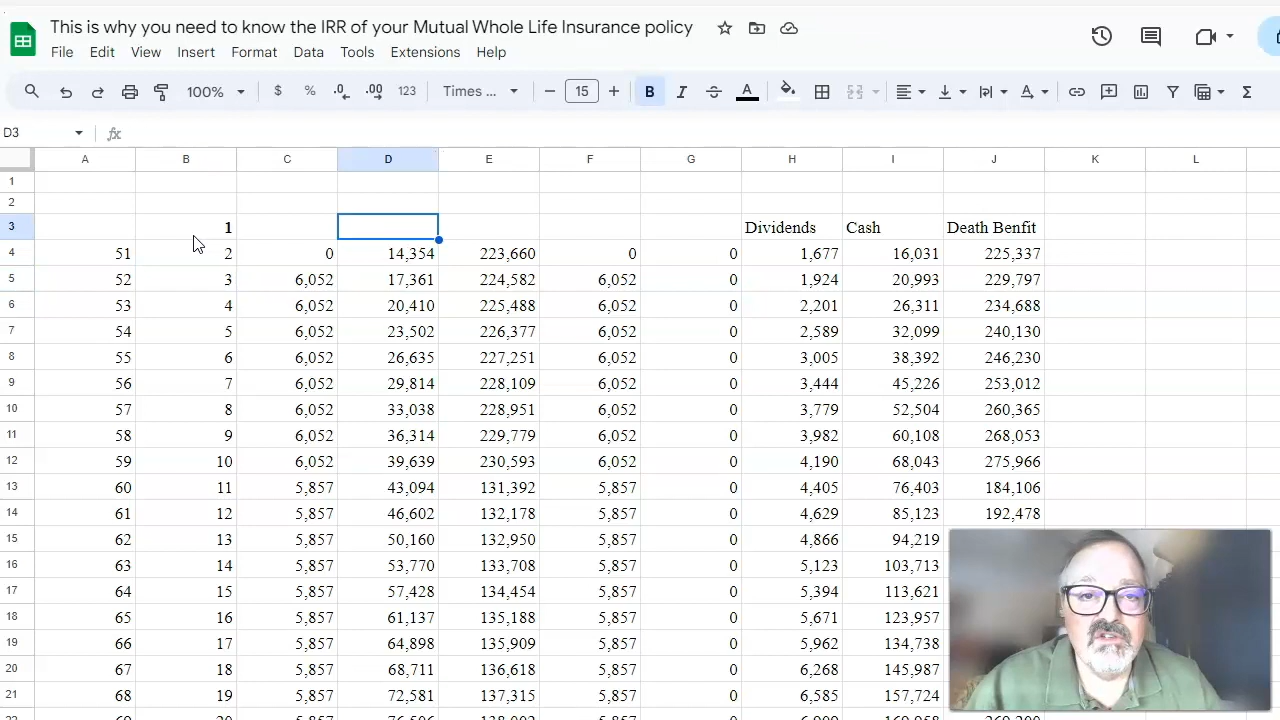 This is why you need to know the IRR of your Mutual Whole Life Insurance policy
File Edit View Insert Format Data Tools Extensions Help
100% $ % .0 .00 123 Times ... 15 B I S A A Σ
D3 fx
A B C D E F G H I J K L
1
2
3 1 Dividends Cash Death Benfit
4 51 2 0 14,354 223,660 0 0 1,677 16,031 225,337
5 52 3 6,052 17,361 224,582 6,052 0 1,924 20,993 229,797
6 53 4 6,052 20,410 225,488 6,052 0 2,201 26,311 234,688
7 54 5 6,052 23,502 226,377 6,052 0 2,589 32,099 240,130
8 55 6 6,052 26,635 227,251 6,052 0 3,005 38,392 246,230
9 56 7 6,052 29,814 228,109 6,052 0 3,444 45,226 253,012
10 57 8 6,052 33,038 228,951 6,052 0 3,779 52,504 260,365
11 58 9 6,052 36,314 229,779 6,052 0 3,982 60,108 268,053
12 59 10 6,052 39,639 230,593 6,052 0 4,190 68,043 275,966
13 60 11 5,857 43,094 131,392 5,857 0 4,405 76,403 184,106
14 61 12 5,857 46,602 132,178 5,857 0 4,629 85,123 192,478
15 62 13 5,857 50,160 132,950 5,857 0 4,866 94,219
16 63 14 5,857 53,770 133,708 5,857 0 5,123 103,713
17 64 15 5,857 57,428 134,454 5,857 0 5,394 113,621
18 65 16 5,857 61,137 135,188 5,857 0 5,671 123,957
19 66 17 5,857 64,898 135,909 5,857 0 5,962 134,738
20 67 18 5,857 68,711 136,618 5,857 0 6,268 145,987
21 68 19 5,857 72,581 137,315 5,857 0 6,585 157,724